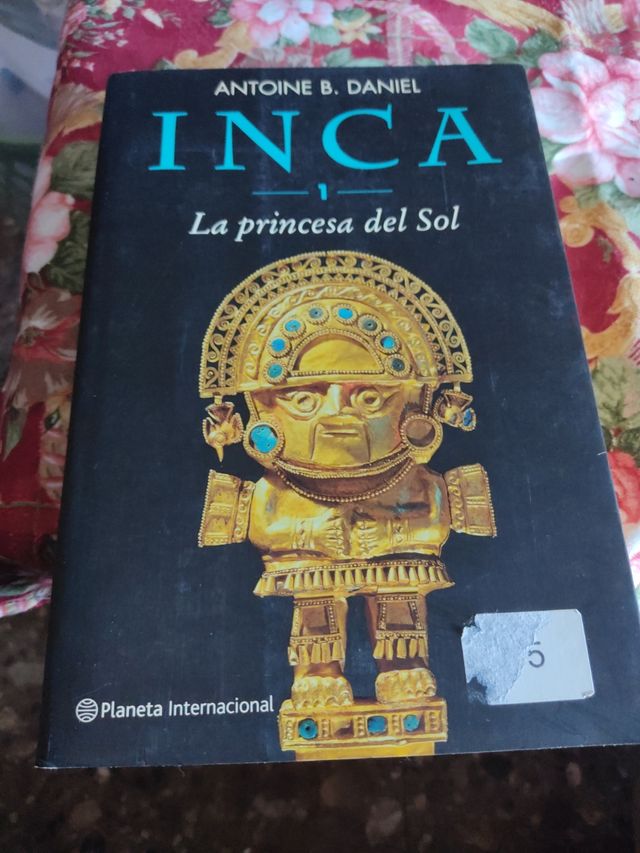 ANTOINE B. DANIEL
INCA
1
La princesa del Sol
5
Planeta Internacional